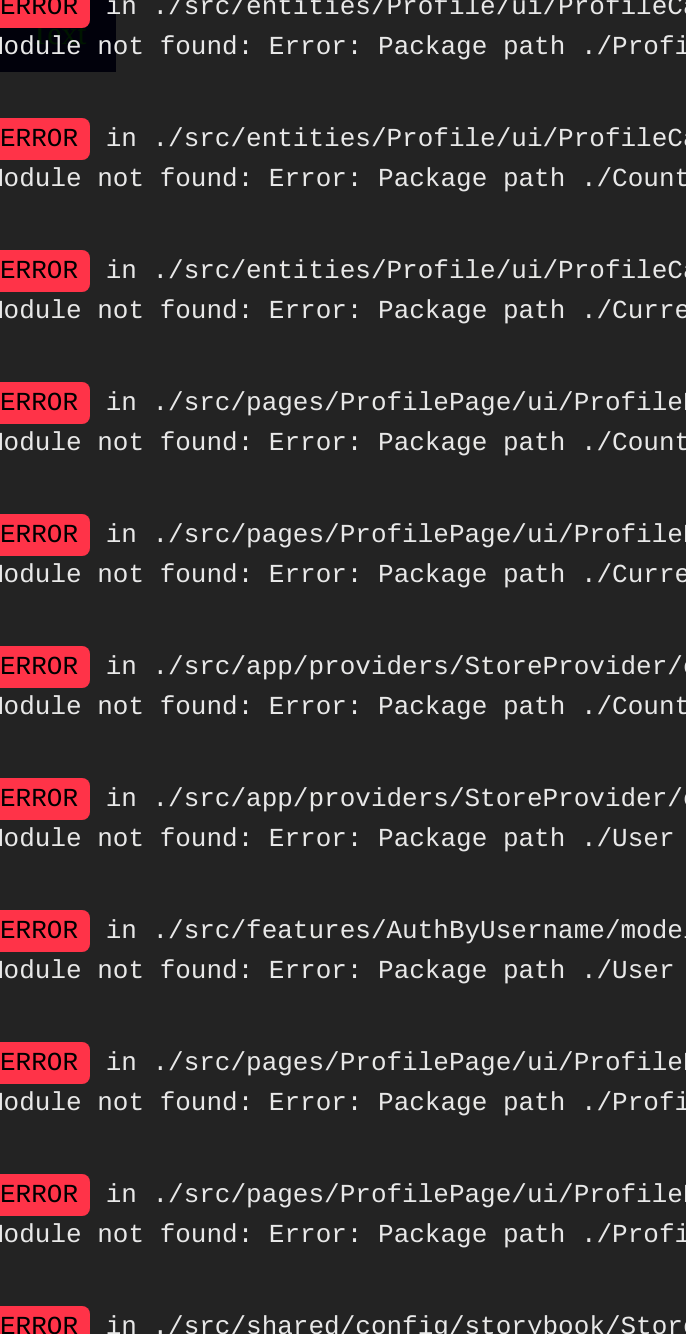 ERROR in ./src/entities/Profile/ui/ProfileCa
Module not found: Error: Package path ./Profi
ERROR in ./src/entities/Profile/ui/ProfileCa
Module not found: Error: Package path ./Count
ERROR in ./src/entities/Profile/ui/ProfileCa
Module not found: Error: Package path ./Curre
ERROR in ./src/pages/ProfilePage/ui/Profile
Module not found: Error: Package path ./Count
ERROR in ./src/pages/ProfilePage/ui/Profile
Module not found: Error: Package path ./Curre
ERROR in ./src/app/providers/StoreProvider/
Module not found: Error: Package path ./Count
ERROR in ./src/app/providers/StoreProvider/
Module not found: Error: Package path ./User
ERROR in ./src/features/AuthByUsername/mode
Module not found: Error: Package path ./User
ERROR in ./src/pages/ProfilePage/ui/Profile
Module not found: Error: Package path ./Profi
ERROR in ./src/pages/ProfilePage/ui/Profile
Module not found: Error: Package path ./Profi
ERROR in ./src/shared/config/storybook/Store